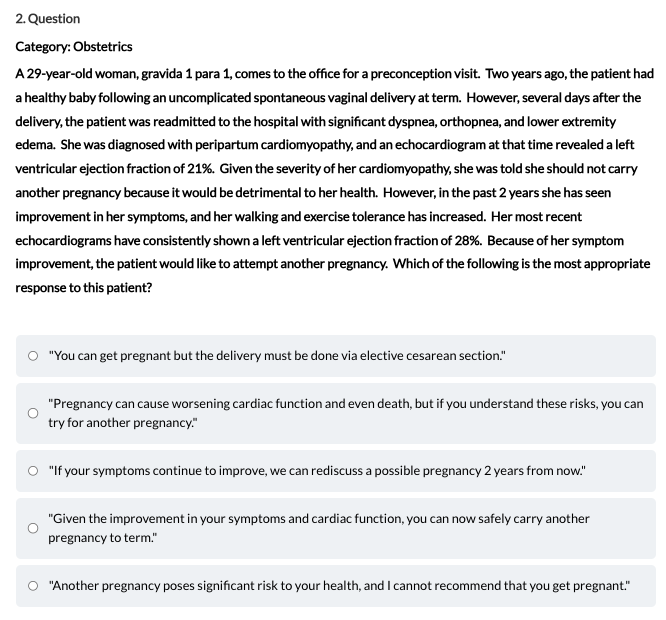 2. Question
Category: Obstetrics
A 29-year-old woman, gravida 1 para 1, comes to the office for a preconception visit. Two years ago, the patient had
a healthy baby following an uncomplicated spontaneous vaginal delivery at term. However, several days after the
delivery, the patient was readmitted to the hospital with significant dyspnea, orthopnea, and lower extremity
edema. She was diagnosed with peripartum cardiomyopathy, and an echocardiogram at that time revealed a left
ventricular ejection fraction of 21%. Given the severity of her cardiomyopathy, she was told she should not carry
another pregnancy because it would be detrimental to her health. However, in the past 2 years she has seen
improvement in her symptoms, and her walking and exercise tolerance has increased. Her most recent
echocardiograms have consistently shown a left ventricular ejection fraction of 28%. Because of her symptom
improvement, the patient would like to attempt another pregnancy. Which of the following is the most appropriate
response to this patient?
"You can get pregnant but the delivery must be done via elective cesarean section."
"Pregnancy can cause worsening cardiac function and even death, but if you understand these risks, you can
try for another pregnancy."
"If your symptoms continue to improve, we can rediscuss a possible pregnancy 2 years from now."
"Given the improvement in your symptoms and cardiac function, you can now safely carry another
pregnancy to term."
"Another pregnancy poses significant risk to your health, and I cannot recommend that you get pregnant."